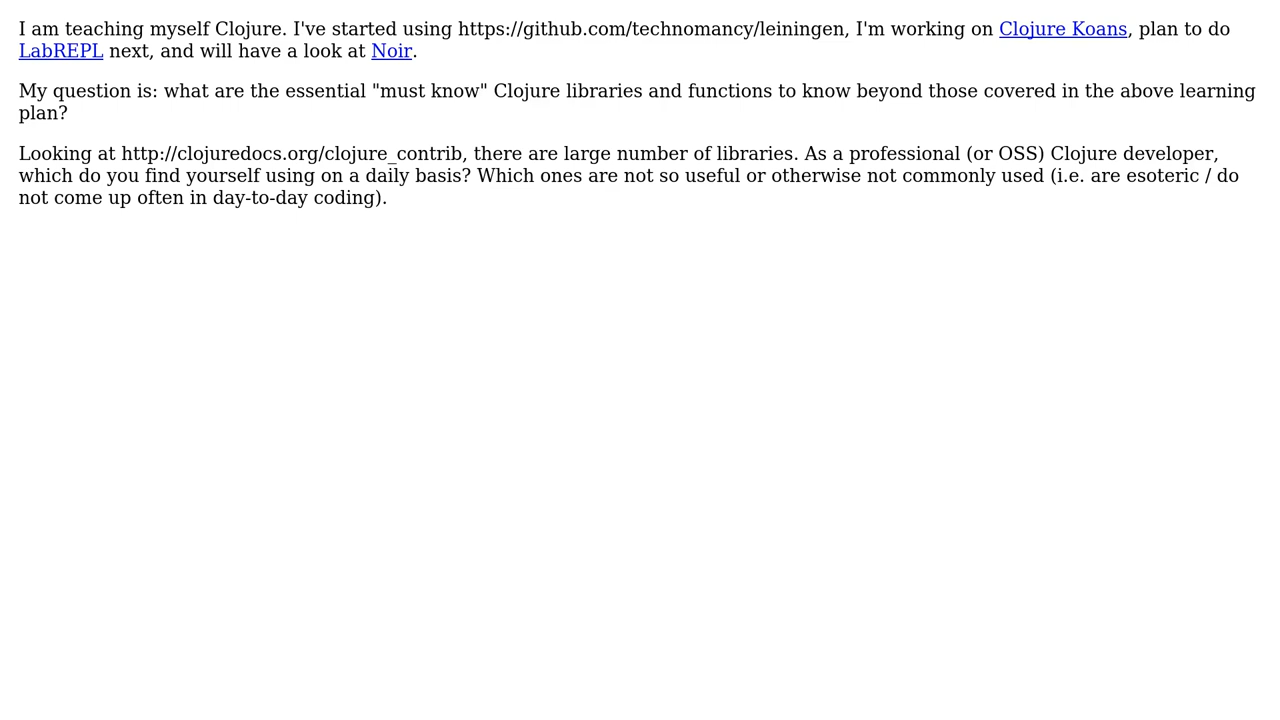 I am teaching myself Clojure. I've started using https://github.com/technomancy/leiningen, I'm working on Clojure Koans, plan to do
LabREPL next, and will have a look at Noir.
My question is: what are the essential "must know" Clojure libraries and functions to know beyond those covered in the above learning
plan?
Looking at http://clojuredocs.org/clojure_contrib, there are large number of libraries. As a professional (or OSS) Clojure developer,
which do you find yourself using on a daily basis? Which ones are not so useful or otherwise not commonly used (i.e. are esoteric / do
not come up often in day-to-day coding).